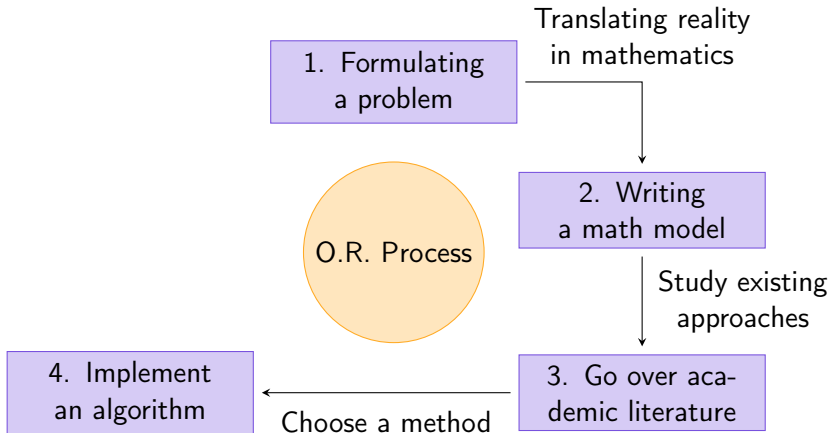 Translating reality
in mathematics
1. Formulating
a problem
2. Writing
a math model
O.R. Process
Study existing
approaches
3. Go over aca-
demic literature
4. Implement
an algorithm
Choose a method